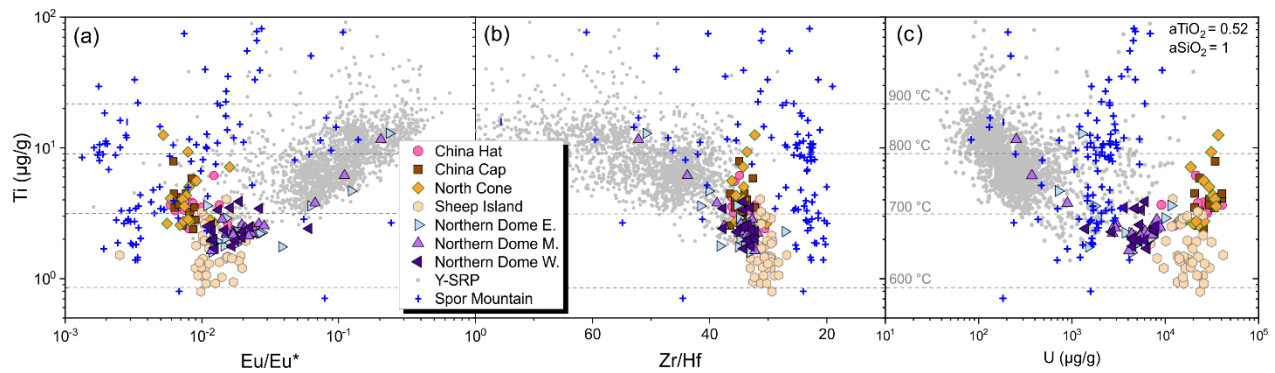 (a)
(b)
(c)
aTiO₂ = 0.52
aSiO₂ = 1
10²
10¹
10⁰
Ti (µg/g)
900 °C
800 °C
700 °C
600 °C
China Hat
China Cap
North Cone
Sheep Island
Northern Dome E.
Northern Dome M.
Northern Dome W.
Y-SRP
Spor Mountain
10⁻³
10⁻²
10⁻¹
10⁰
60
40
20
10¹
10²
10³
10⁴
10⁵
Eu/Eu*
Zr/Hf
U (µg/g)